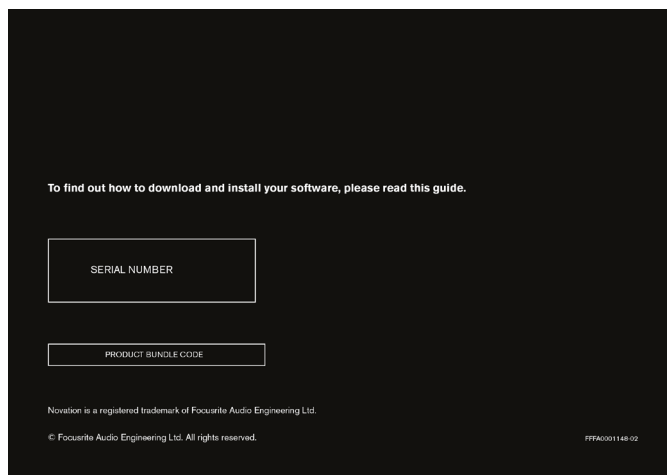 To find out how to download and install your software, please read this guide.
SERIAL NUMBER
PRODUCT BUNDLE CODE
Novation is a registered trademark of Focusrite Audio Engineering Ltd.
© Focusrite Audio Engineering Ltd. All rights reserved.
FFFA0001148-02